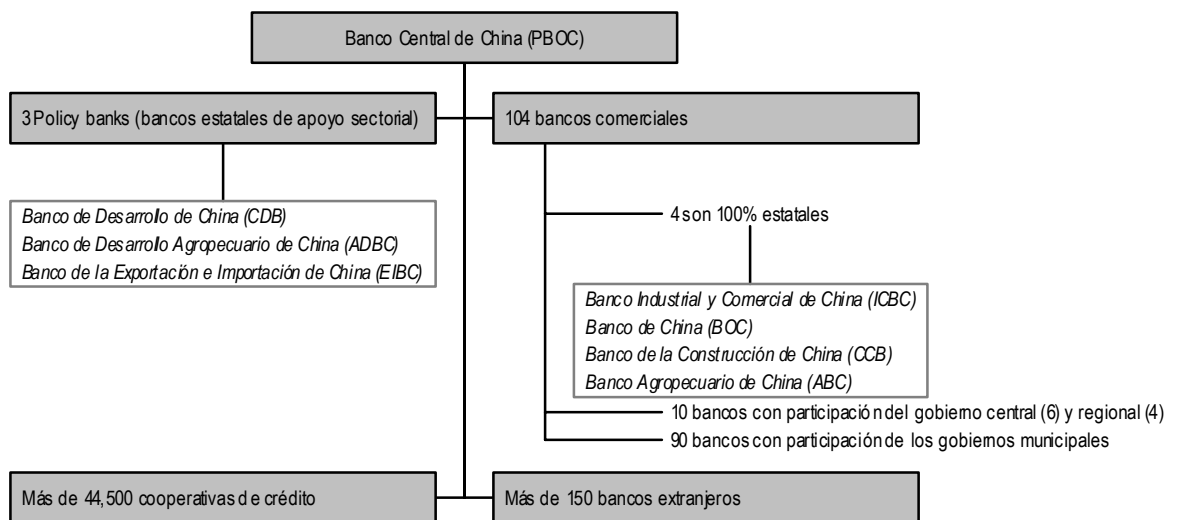 Banco Central de China (PBOC)
3 Policy banks (bancos estatales de apoyo sectorial)
104 bancos comerciales
Banco de Desarrollo de China (CDB)
Banco de Desarrollo Agropecuario de China (ADBC)
Banco de la Exportación e Importación de China (EIBC)
4 son 100% estatales
Banco Industrial y Comercial de China (ICBC)
Banco de China (BOC)
Banco de la Construcción de China (CCB)
Banco Agropecuario de China (ABC)
10 bancos con participación del gobierno central (6) y regional (4)
90 bancos con participación de los gobiernos municipales
Más de 44,500 cooperativas de crédito
Más de 150 bancos extranjeros